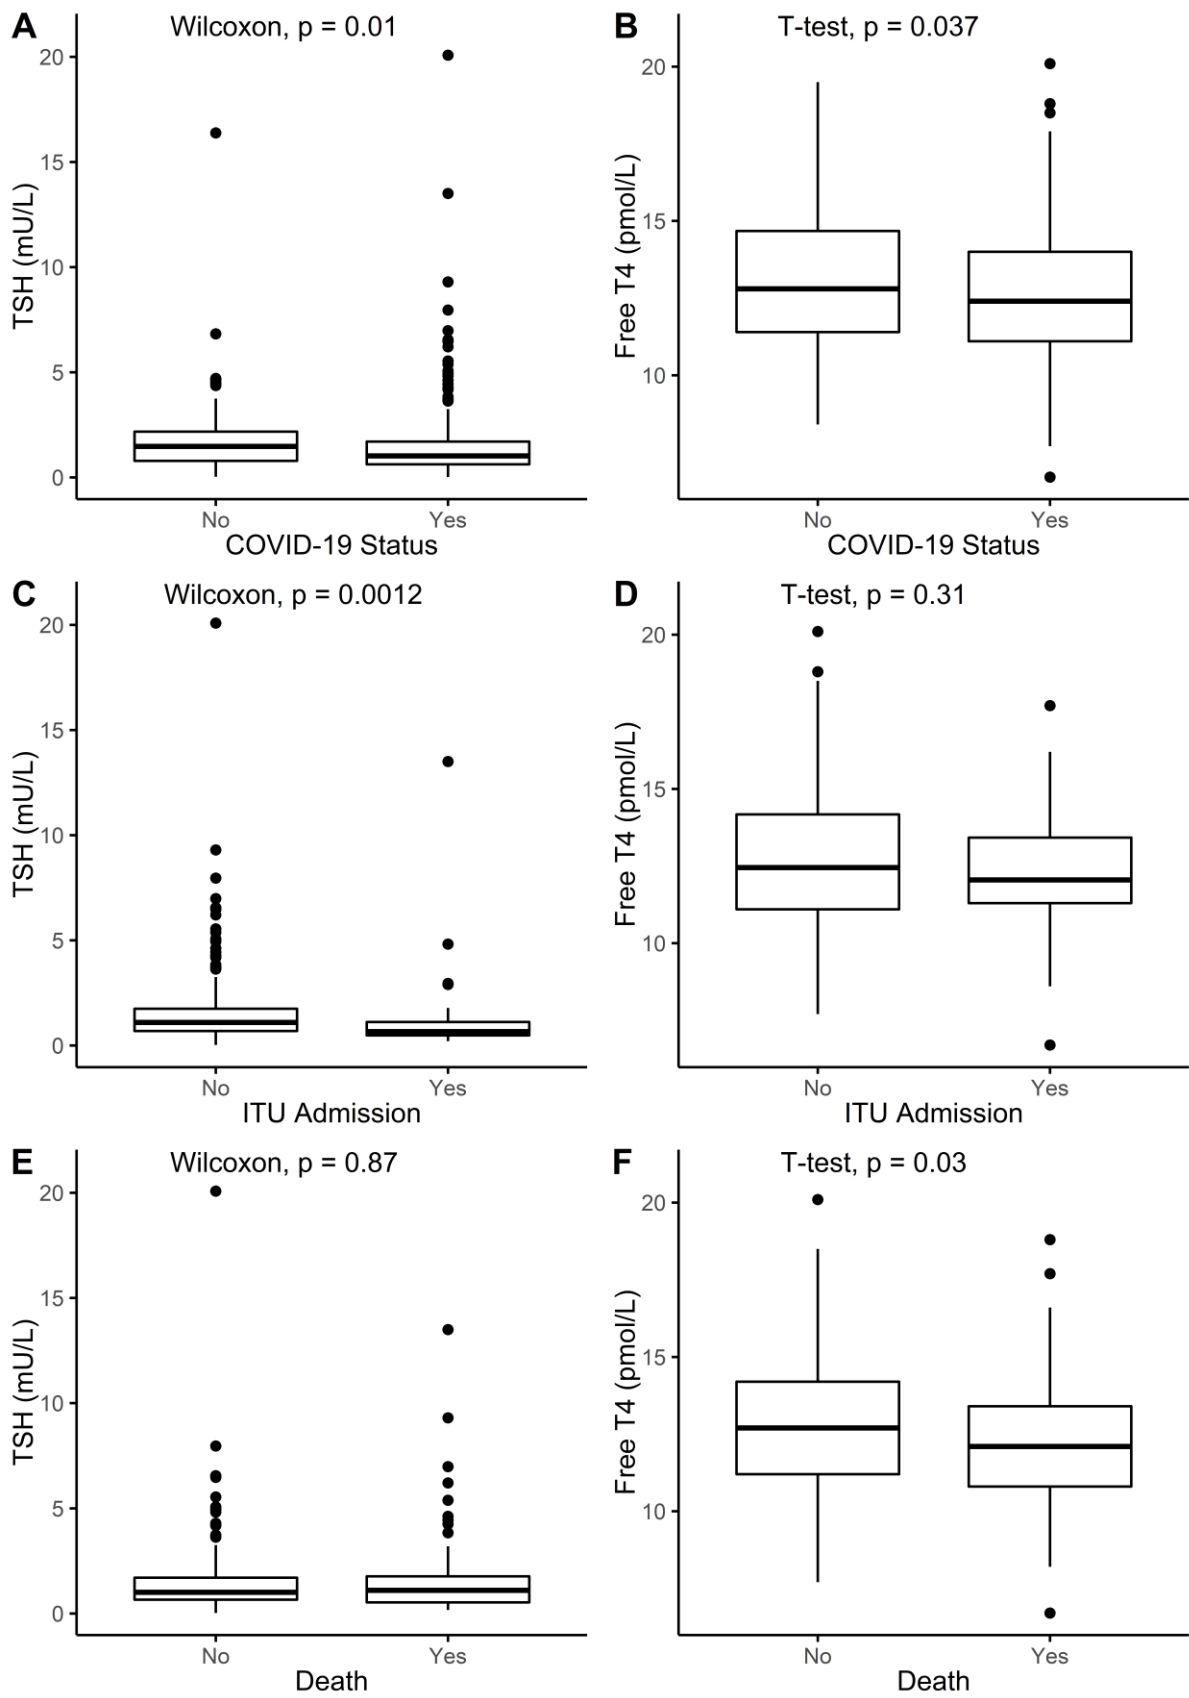 A
Wilcoxon, p = 0.01
TSH (mU/L)
20
15
10
5
0
No
Yes
COVID-19 Status
B
T-test, p = 0.037
Free T4 (pmol/L)
20
15
10
No
Yes
COVID-19 Status
C
Wilcoxon, p = 0.0012
TSH (mU/L)
20
15
10
5
0
No
Yes
ITU Admission
D
T-test, p = 0.31
Free T4 (pmol/L)
20
15
10
No
Yes
ITU Admission
E
Wilcoxon, p = 0.87
TSH (mU/L)
20
15
10
5
0
No
Yes
Death
F
T-test, p = 0.03
Free T4 (pmol/L)
20
15
10
No
Yes
Death